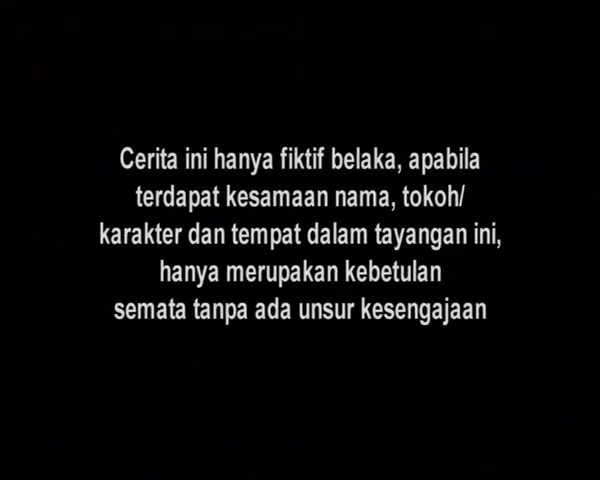 Cerita ini hanya fiktif belaka, apabila
terdapat kesamaan nama, tokoh/
karakter dan tempat dalam tayangan ini,
hanya merupakan kebetulan
semata tanpa ada unsur kesengajaan